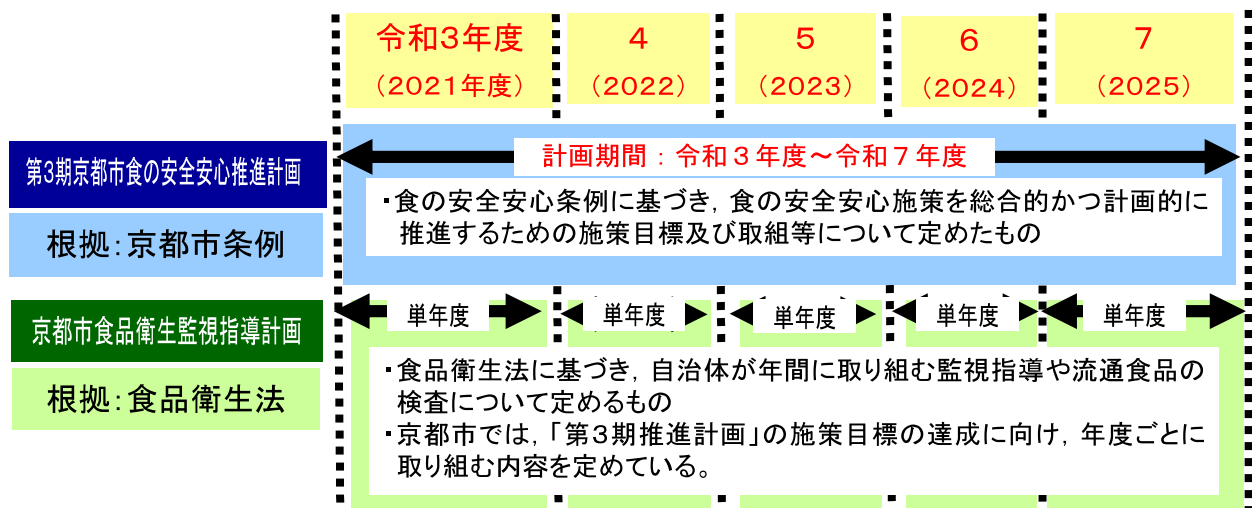 令和３年度 ４ ５ ６ ７
（２０２１年度） （２０２２） （２０２３） （２０２４） （２０２５）
第3期京都市食の安全安心推進計画
根拠：京都市条例
計画期間：令和３年度～令和７年度
・食の安全安心条例に基づき，食の安全安心施策を総合的かつ計画的に
推進するための施策目標及び取組等について定めたもの
京都市食品衛生監視指導計画
根拠：食品衛生法
単年度 単年度 単年度 単年度 単年度
・食品衛生法に基づき，自治体が年間に取り組む監視指導や流通食品の
検査について定めるもの
・京都市では，「第３期推進計画」の施策目標の達成に向け，年度ごとに
取り組む内容を定めている。